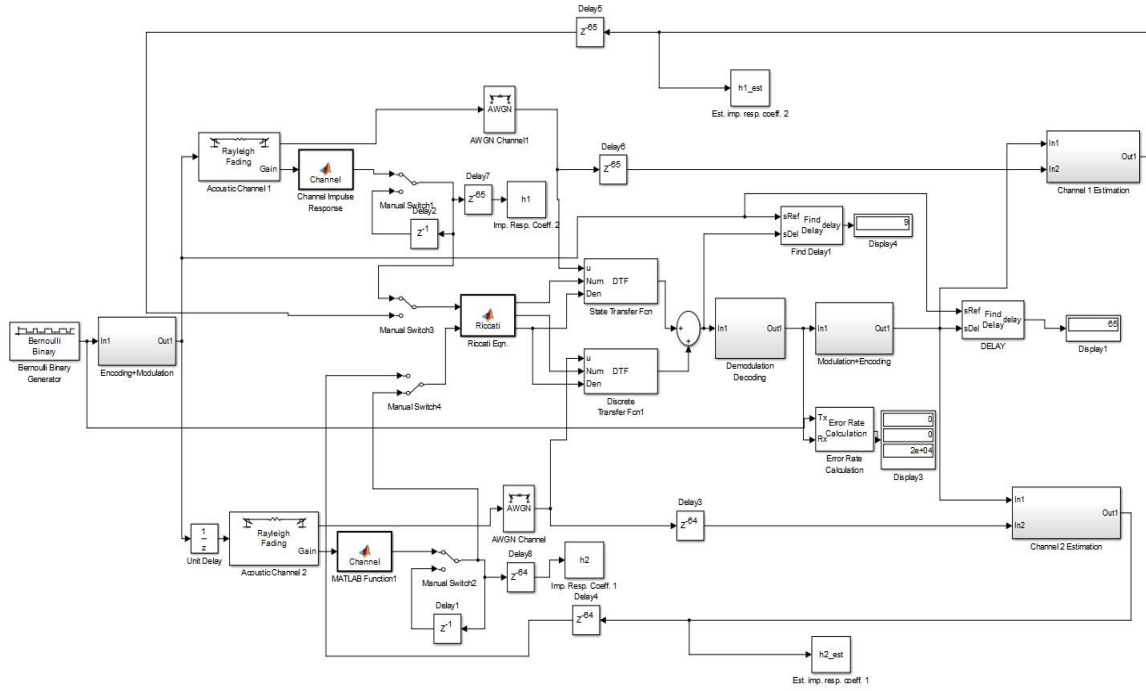 Delay5
Z-65
h1_est
Est. imp. resp. coeff. 2
AWGN
AWGN Channel1
Rayleigh
Fading
Gain
Acoustic Channel 1
Channel
Channel Impulse
Response
Manual Switch1
Delay2
Z-1
Delay7
Z-65
h1
Imp. Resp. Coeff. 2
Delay6
Z-65
In1
In2
Out1
Channel 1 Estimation
sRef
sDel
Find
Delay
delay
Find Delay1
9
Display4
u
Num
Den
DTF
State Transfer Fcn
Manual Switch3
Riccati
Riccati Eqn.
Bernoulli
Binary
Bernoulli Binary
Generator
In1
Out1
Encoding+Modulation
Manual Switch4
u
Num
Den
DTF
Discrete
Transfer Fcn1
+
+
In1
Out1
Demodulation
Decoding
In1
Out1
Modulation+Encoding
sRef
sDel
Find
Delay
delay
DELAY
65
Display1
Tx
Rx
Error Rate
Calculation
Error Rate
Calculation
0
0
2e+04
Display3
1
z
Unit Delay
Rayleigh
Fading
Gain
Acoustic Channel 2
Channel
MATLAB Function1
Manual Switch2
Delay1
Z-1
AWGN
AWGN Channel
Delay8
Z-64
h2
Imp. Resp. Coeff. 1
Delay4
Z-64
Delay3
Z-64
In1
In2
Out1
Channel 2 Estimation
h2_est
Est. imp. resp. coeff. 1